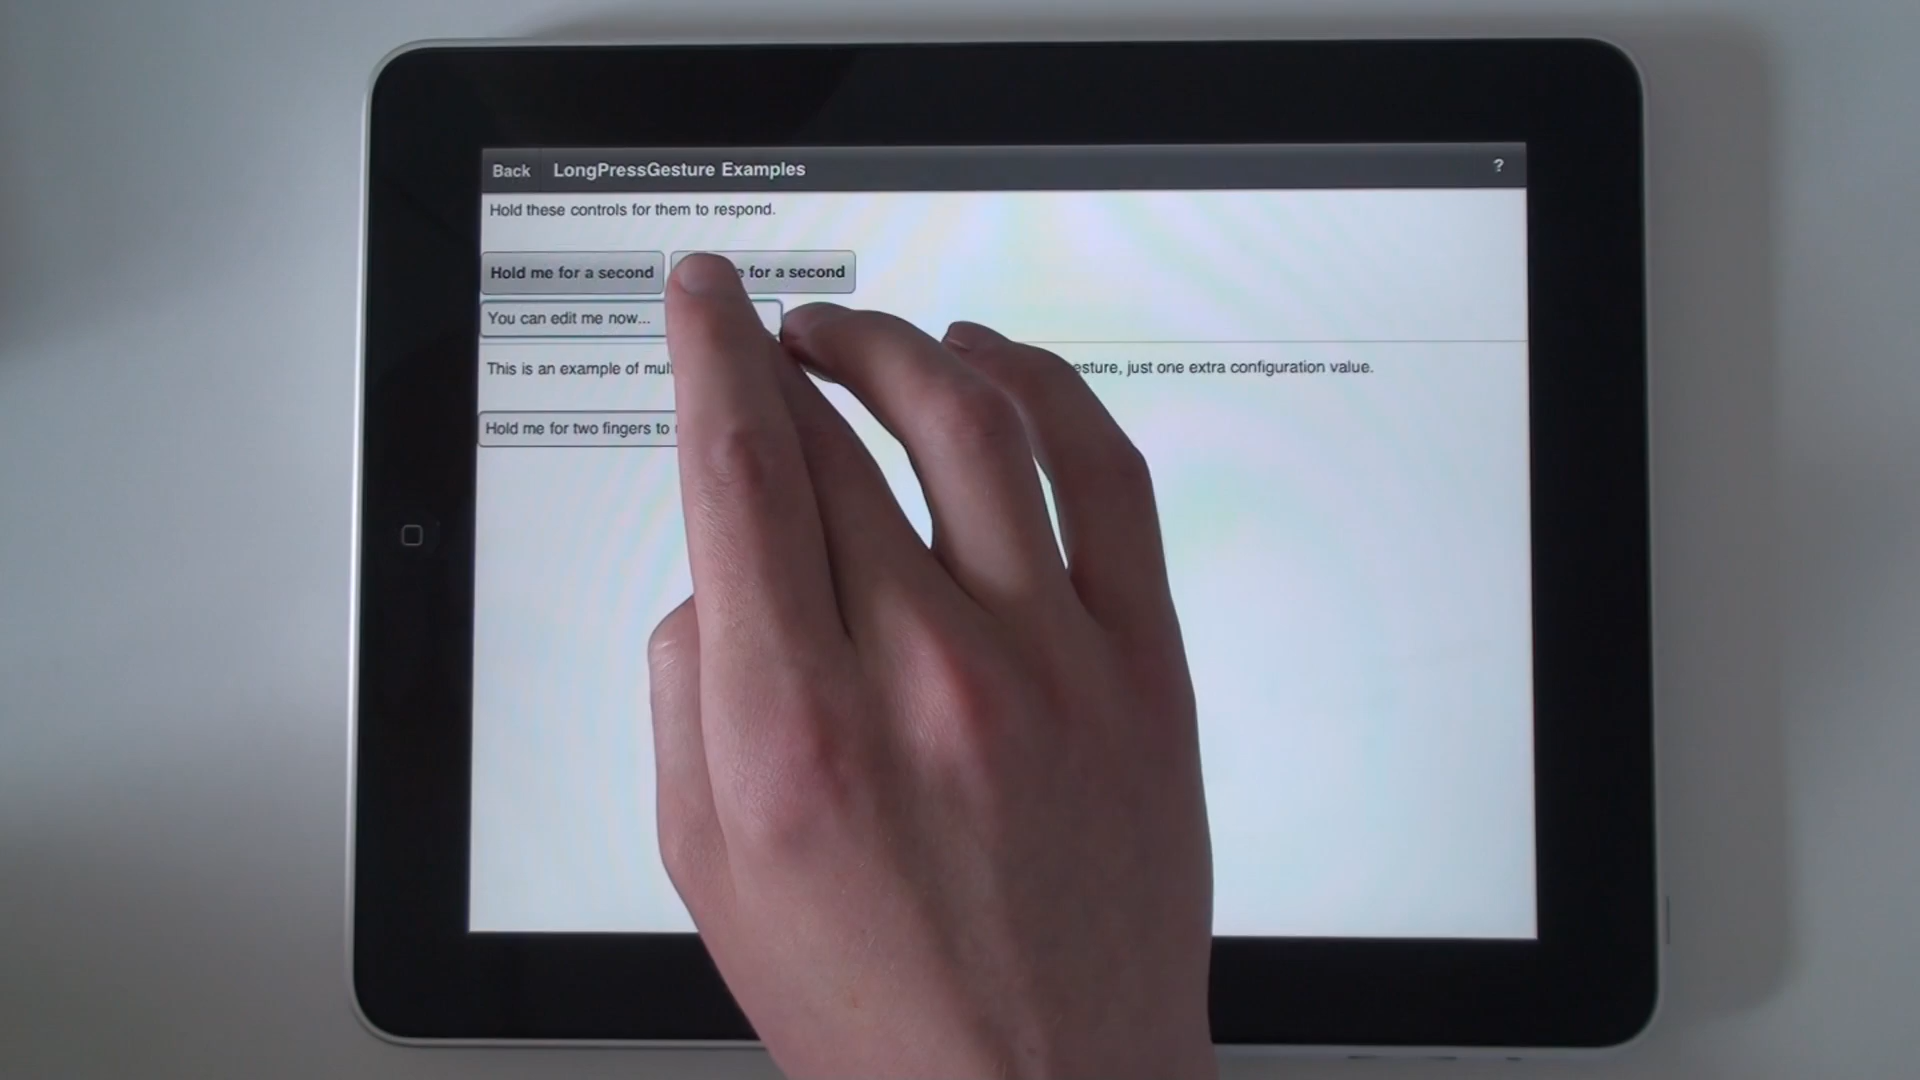 Back LongPressGesture Examples ?
Hold these controls for them to respond.
Hold me for a second for a second
You can edit me now...
This is an example of just one extra configuration value.
Hold me for two fingers to